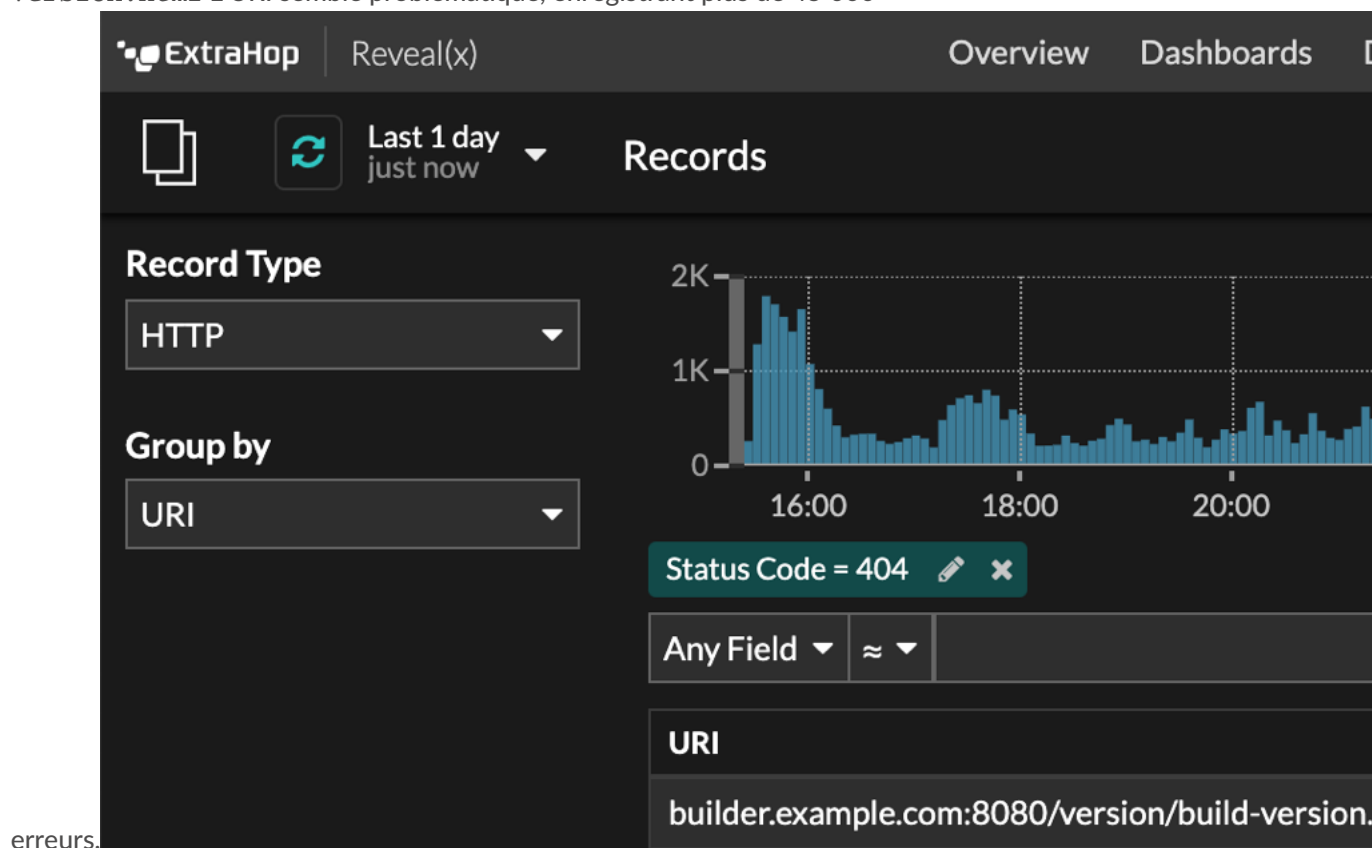 ExtraHop Reveal(x) Overview Dashboards
Last 1 day
just now
Records
Record Type
HTTP
Group by
URI
2K
1K
0
16:00 18:00 20:00
Status Code = 404
Any Field ≈
URI
builder.example.com:8080/version/build-version.
erreurs.